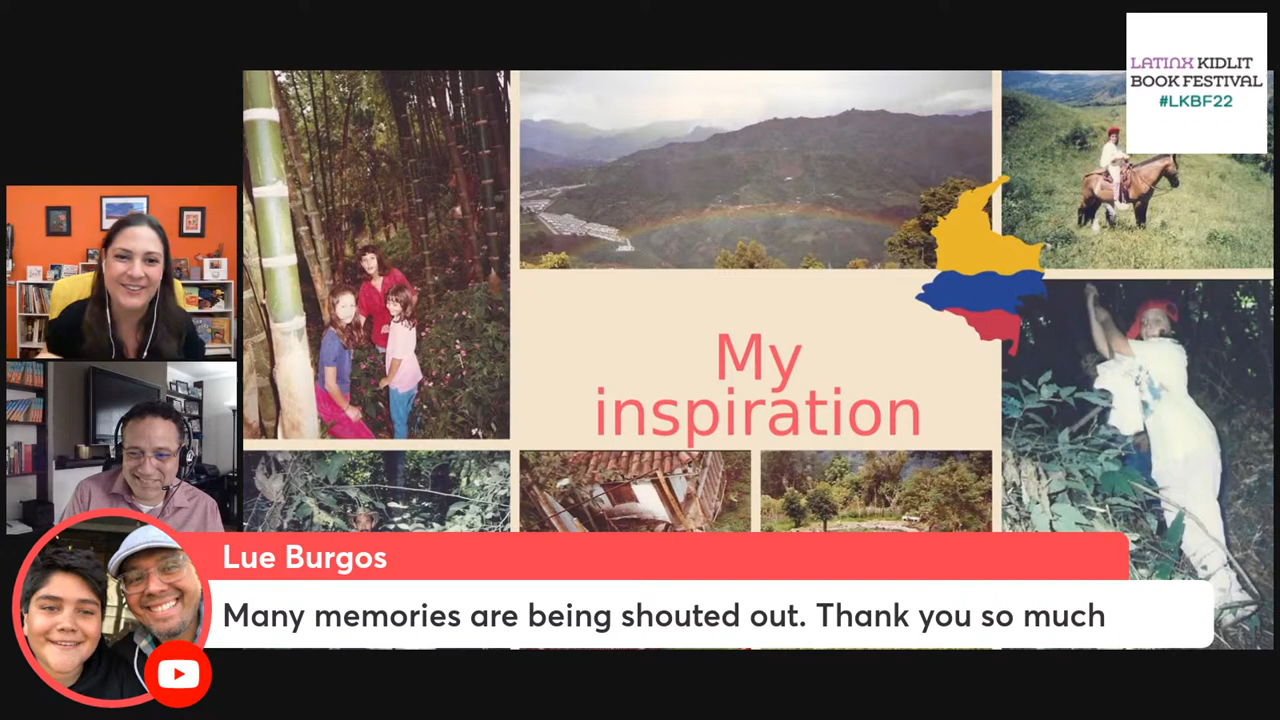 LATINX KIDLIT
BOOK FESTIVAL
#LKBF22
My
inspiration
Lue Burgos
Many memories are being shouted out. Thank you so much